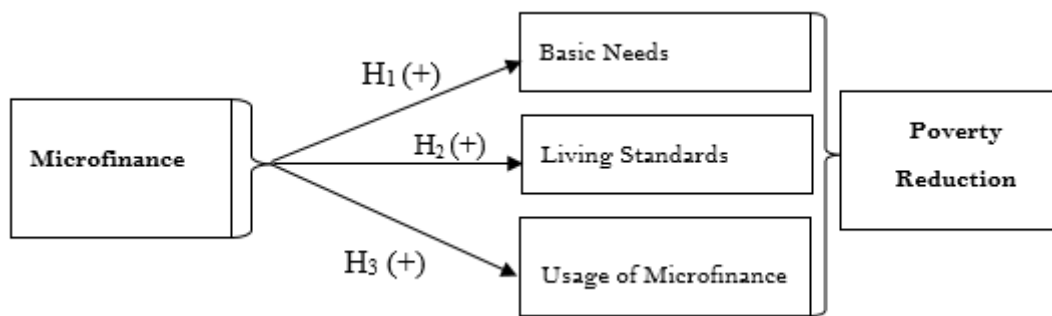 Microfinance
H₁ (+)
H₂ (+)
H₃ (+)
Basic Needs
Living Standards
Usage of Microfinance
Poverty
Reduction